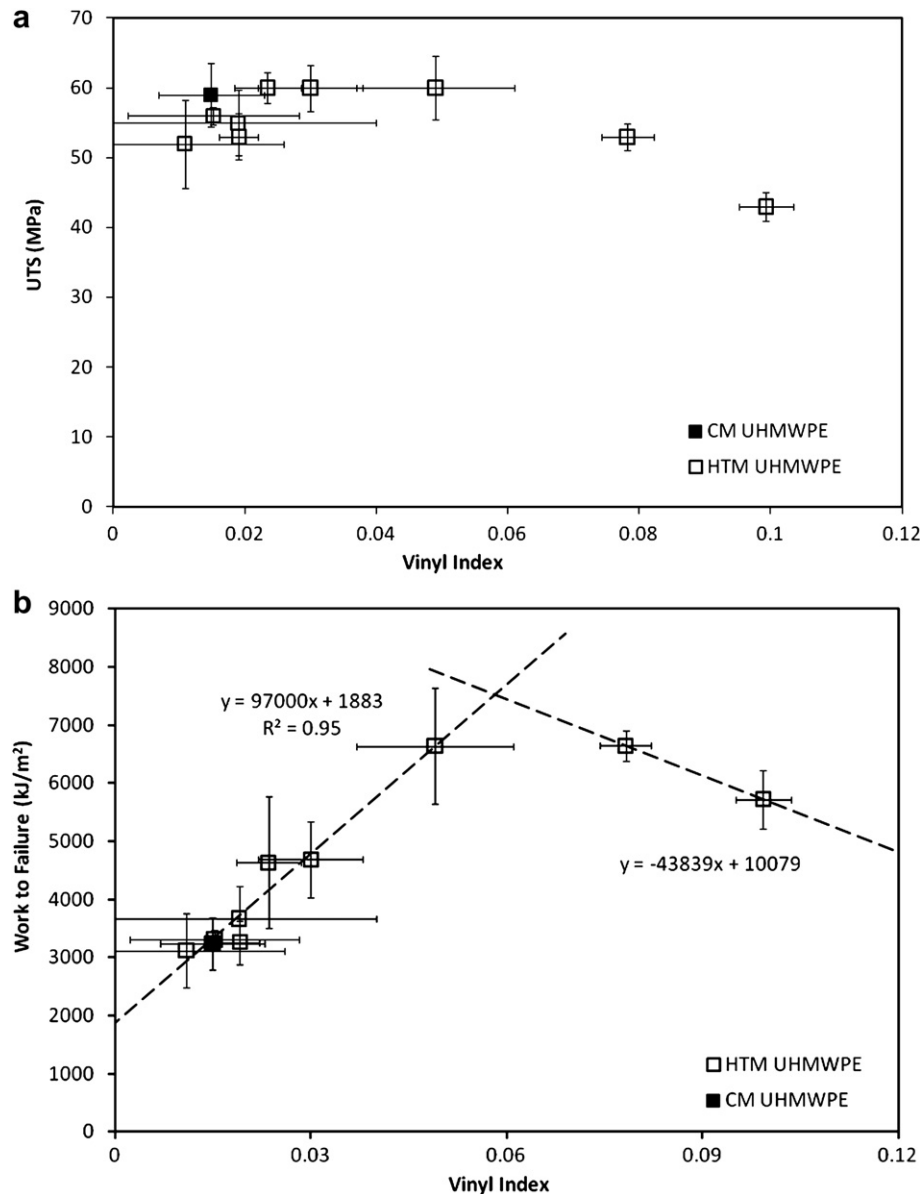 a
70
60
50
40
30
20
10
0
UTS (MPa)
CM UHMWPE
HTM UHMWPE
0 0.02 0.04 0.06 0.08 0.1 0.12
Vinyl Index
b
9000
8000
7000
6000
5000
4000
3000
2000
1000
0
Work to Failure (kJ/m²)
y = 97000x + 1883
R² = 0.95
y = -43839x + 10079
HTM UHMWPE
CM UHMWPE
0 0.03 0.06 0.09 0.12
Vinyl Index